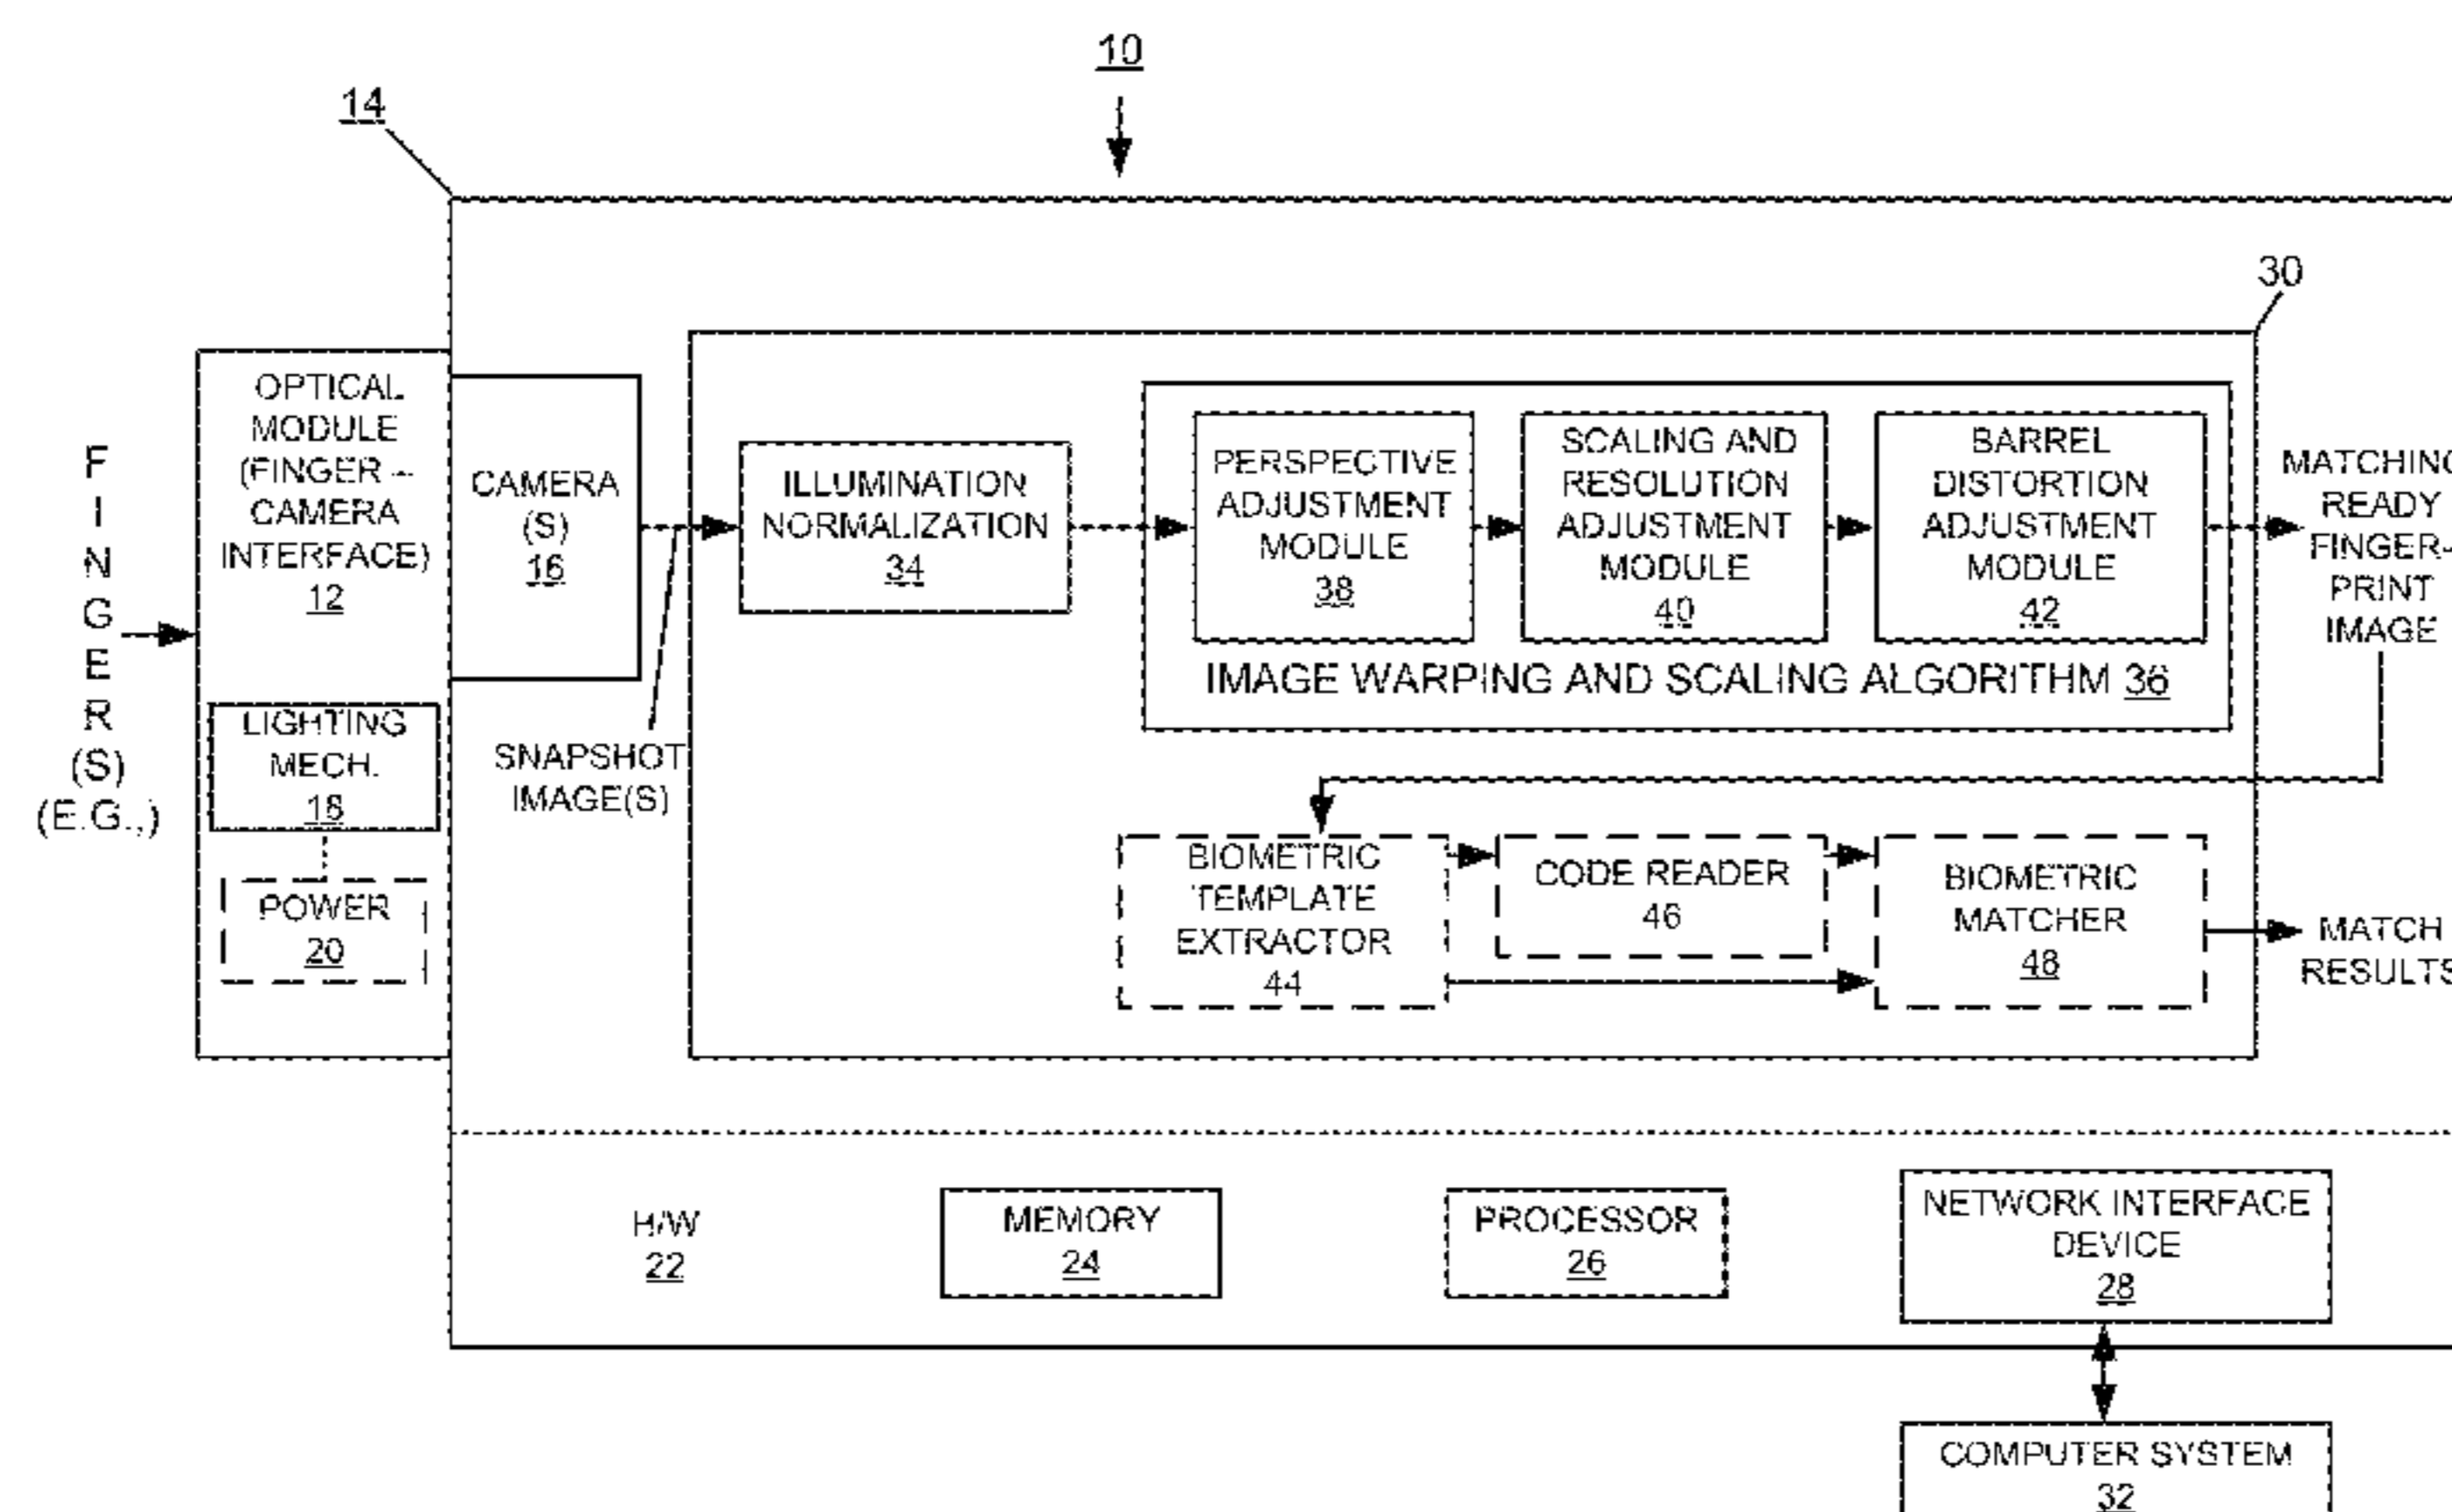 10
14
30
OPTICAL
MODULE
(FINGER –
CAMERA
INTERFACE)
12
F
I
N
G
E
R
(S)
(E.G.,)
LIGHTING
MECH.
18
POWER
20
CAMERA
(S)
16
SNAPSHOT
IMAGE(S)
ILLUMINATION
NORMALIZATION
34
PERSPECTIVE
ADJUSTMENT
MODULE
38
SCALING AND
RESOLUTION
ADJUSTMENT
MODULE
40
BARREL
DISTORTION
ADJUSTMENT
MODULE
42
IMAGE WARPING AND SCALING ALGORITHM 36
MATCHING
READY
FINGER-
PRINT
IMAGE
BIOMETRIC
TEMPLATE
EXTRACTOR
44
CODE READER
46
BIOMETRIC
MATCHER
48
MATCH
RESULTS
H/W
22
MEMORY
24
PROCESSOR
26
NETWORK INTERFACE
DEVICE
28
COMPUTER SYSTEM
32